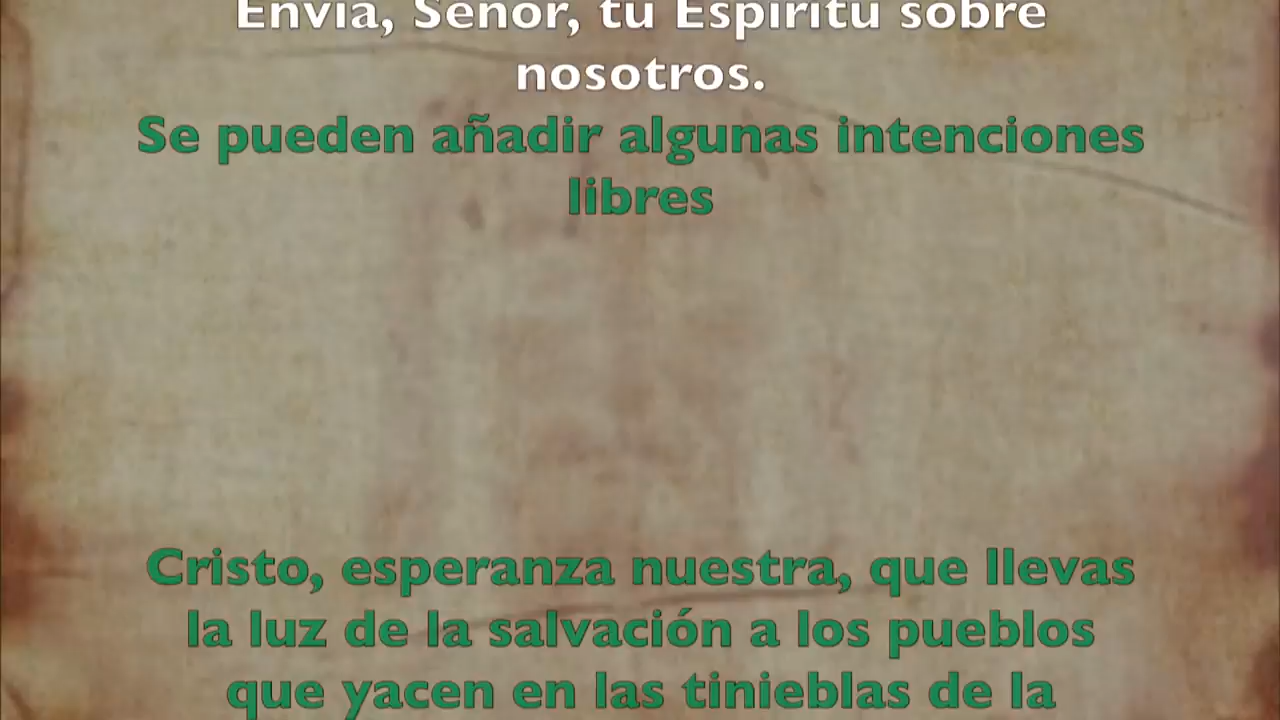 Envía, Señor, tu Espíritu sobre
nosotros.
Se pueden añadir algunas intenciones
libres
Cristo, esperanza nuestra, que llevas
la luz de la salvación a los pueblos
que yacen en las tinieblas de la